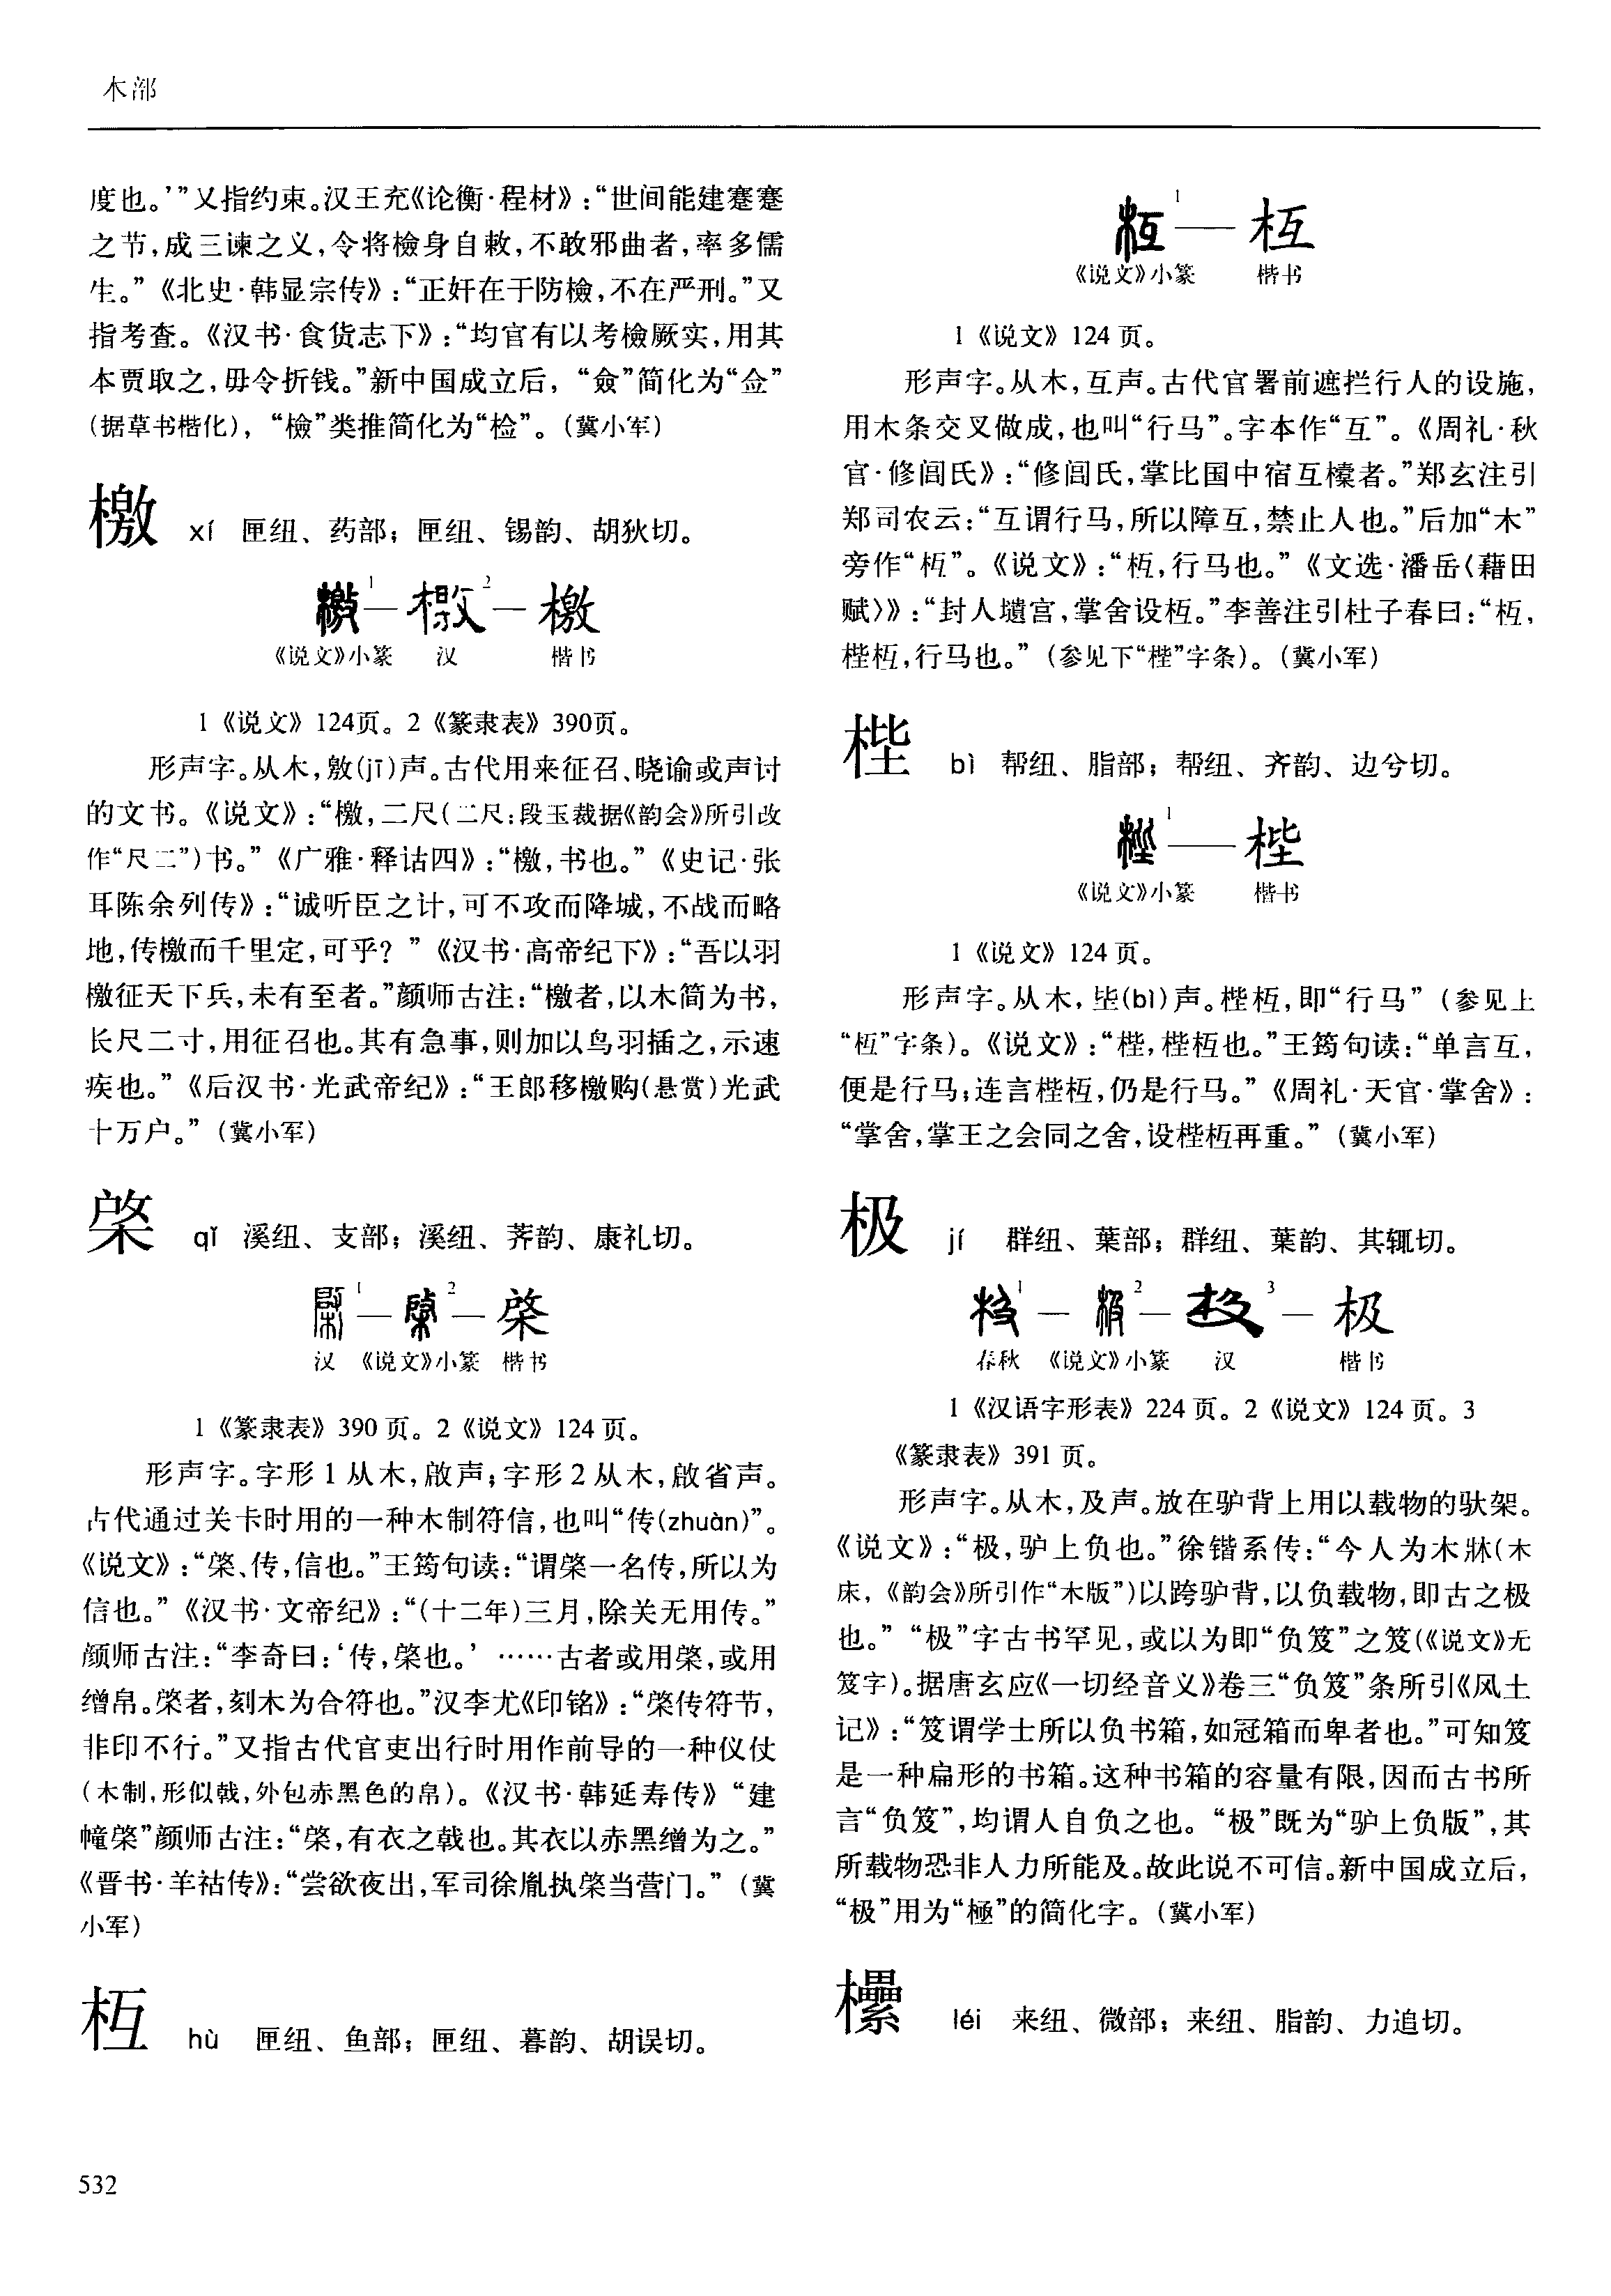 木部
度也。’”又指约束。汉王充《论衡·程材》：“世间能建蹇蹇
之节，成三谏之义，令将檢身自敕，不敢邪曲者，率多儒
生。”《北史·韩显宗传》：“正奸在于防檢，不在严刑。”又
指考查。《汉书·食货志下》：“均官有以考檢厥实，用其
本贾取之，毋令折钱。”新中国成立后，“僉”简化为“佥”
（据草书楷化），“檢”类推简化为“检”。（冀小军）
檄 xí 匣纽、药部；匣纽、锡韵、胡狄切。
1 2 檄
《说文》小篆 汉 楷书
1《说文》124页。2《篆隶表》390页。
形声字。从木，敫(jī)声。古代用来征召、晓谕或声讨
的文书。《说文》：“檄，二尺（二尺：段玉裁据《韵会》所引改
作“尺二”）书。”《广雅·释诂四》：“檄，书也。”《史记·张
耳陈余列传》：“诚听臣之计，可不攻而降城，不战而略
地，传檄而千里定，可乎？”《汉书·高帝纪下》：“吾以羽
檄征天下兵，未有至者。”颜师古注：“檄者，以木简为书，
长尺二寸，用征召也。其有急事，则加以鸟羽插之，示速
疾也。”《后汉书·光武帝纪》：“王郎移檄购（悬赏）光武
十万户。”（冀小军）
棨 qǐ 溪纽、支部；溪纽、荠韵、康礼切。
1 2 棨
汉 《说文》小篆 楷书
1《篆隶表》390页。2《说文》124页。
形声字。字形1从木，啟声；字形2从木，啟省声。
古代通过关卡时用的一种木制符信，也叫“传(zhuàn)”。
《说文》：“棨、传，信也。”王筠句读：“谓棨一名传，所以为
信也。”《汉书·文帝纪》：“（十二年）三月，除关无用传。”
颜师古注：“李奇曰：‘传，棨也。’……古者或用棨，或用
缯帛。棨者，刻木为合符也。”汉李尤《印铭》：“棨传符节，
非印不行。”又指古代官吏出行时用作前导的一种仪仗
（木制，形似戟，外包赤黑色的帛）。《汉书·韩延寿传》“建
幢棨”颜师古注：“棨，有衣之戟也。其衣以赤黑缯为之。”
《晋书·羊祜传》：“尝欲夜出，军司徐胤执棨当营门。”（冀
小军）
枑 hù 匣纽、鱼部；匣纽、暮韵、胡误切。
1 枑
《说文》小篆 楷书
1《说文》124页。
形声字。从木，互声。古代官署前遮拦行人的设施，
用木条交叉做成，也叫“行马”。字本作“互”。《周礼·秋
官·修闾氏》：“修闾氏，掌比国中宿互㯱者。”郑玄注引
郑司农云：“互谓行马，所以障互，禁止人也。”后加“木”
旁作“枑”。《说文》：“枑，行马也。”《文选·潘岳〈藉田
赋〉》：“封人壝宫，掌舍设枑。”李善注引杜子春曰：“枑，
梐枑，行马也。”（参见下“梐”字条）。（冀小军）
梐 bì 帮纽、脂部；帮纽、齐韵、边兮切。
1 梐
《说文》小篆 楷书
1《说文》124页。
形声字。从木，坒(bì)声。梐枑，即“行马”（参见上
“枑”字条）。《说文》：“梐，梐枑也。”王筠句读：“单言互，
便是行马；连言梐枑，仍是行马。”《周礼·天官·掌舍》：
“掌舍，掌王之会同之舍，设梐枑再重。”（冀小军）
极 jí 群纽、葉部；群纽、葉韵、其辄切。
1 2 3 极
春秋 《说文》小篆 汉 楷书
1《汉语字形表》224页。2《说文》124页。3
《篆隶表》391页。
形声字。从木，及声。放在驴背上用以载物的驮架。
《说文》：“极，驴上负也。”徐锴系传：“今人为木牀（木
床，《韵会》所引作“木版”）以跨驴背，以负载物，即古之极
也。”“极”字古书罕见，或以为即“负笈”之笈（《说文》无
笈字）。据唐玄应《一切经音义》卷三“负笈”条所引《风土
记》：“笈谓学士所以负书箱，如冠箱而卑者也。”可知笈
是一种扁形的书箱。这种书箱的容量有限，因而古书所
言“负笈”，均谓人自负之也。“极”既为“驴上负版”，其
所载物恐非人力所能及。故此说不可信。新中国成立后，
“极”用为“極”的简化字。（冀小军）
欙 léi 来纽、微部；来纽、脂韵、力追切。
532